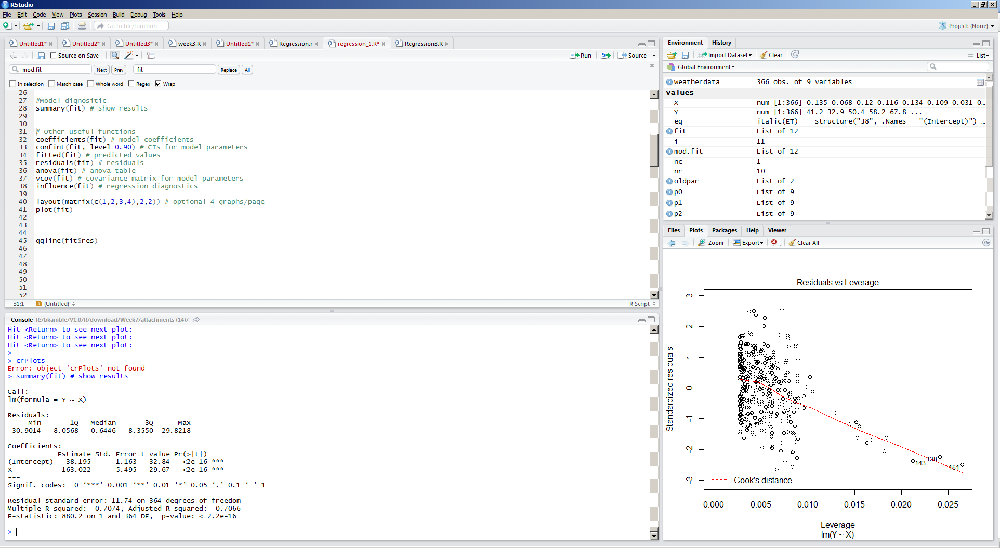 RStudio
File Edit Code View Plots Session Build Debug Tools Help
Go to file/function
Project: (None)
Untitled1* Untitled2* Untitled3* week3.R Untitled1* Regression.r regression_1.R* Regression3.R
Source on Save Run Source
mod.fit Next Prev fit Replace All
In selection Match case Whole word Regex Wrap
26
27 #Model dignositic
28 summary(fit) # show results
29
30
31 # Other useful functions
32 coefficients(fit) # model coefficients
33 confint(fit, level=0.90) # CIs for model parameters
34 fitted(fit) # predicted values
35 residuals(fit) # residuals
36 anova(fit) # anova table
37 vcov(fit) # covariance matrix for model parameters
38 influence(fit) # regression diagnostics
39
40 layout(matrix(c(1,2,3,4),2,2)) # optional 4 graphs/page
41 plot(fit)
42
43
44
45 qqline(fit$res)
46
47
48
49
50
51
52
31:1 (Untitled) R Script
Console R:/bkamble/V1.0/R/download/Week7/attachments (14)/
Hit <Return> to see next plot:
Hit <Return> to see next plot:
Hit <Return> to see next plot:
>
> crPlots
Error: object 'crPlots' not found
> summary(fit) # show results
Call:
lm(formula = Y ~ X)
Residuals:
Min 1Q Median 3Q Max
-30.9014 -8.0568 0.6446 8.3550 29.8218
Coefficients:
Estimate Std. Error t value Pr(>|t|)
(Intercept) 38.195 1.163 32.84 <2e-16 ***
X 163.022 5.495 29.67 <2e-16 ***
---
Signif. codes: 0 ‘***’ 0.001 ‘**’ 0.01 ‘*’ 0.05 ‘.’ 0.1 ‘ ’ 1
Residual standard error: 11.74 on 364 degrees of freedom
Multiple R-squared: 0.7074, Adjusted R-squared: 0.7066
F-statistic: 880.2 on 1 and 364 DF, p-value: < 2.2e-16
>
Environment History
Import Dataset Clear List
Global Environment
weatherdata 366 obs. of 9 variables
Values
X num [1:366] 0.135 0.068 0.12 0.116 0.134 0.109 0.031 0...
Y num [1:366] 41.2 32.9 50.4 58.2 67.8 ...
eq italic(ET) == structure("38", .Names = "(Intercept)") ...
fit List of 12
i 11
mod.fit List of 12
nc 1
nr 10
oldpar List of 2
p0 List of 9
p1 List of 9
p2 List of 9
Files Plots Packages Help Viewer
Zoom Export Clear All
Residuals vs Leverage
Standardized residuals
3
2
1
0
-1
-2
-3
143 138 161
Cook's distance
0.000 0.005 0.010 0.015 0.020 0.025
Leverage
lm(Y ~ X)